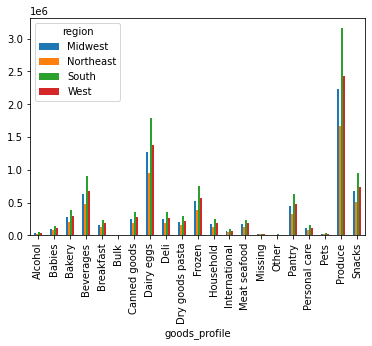 1e6
region
Midwest
Northeast
South
West
3.0
2.5
2.0
1.5
1.0
0.5
0.0
Alcohol
Babies
Bakery
Beverages
Breakfast
Bulk
Canned goods
Dairy eggs
Deli
Dry goods pasta
Frozen
Household
International
Meat seafood
Missing
Other
Pantry
Personal care
Pets
Produce
Snacks
goods_profile